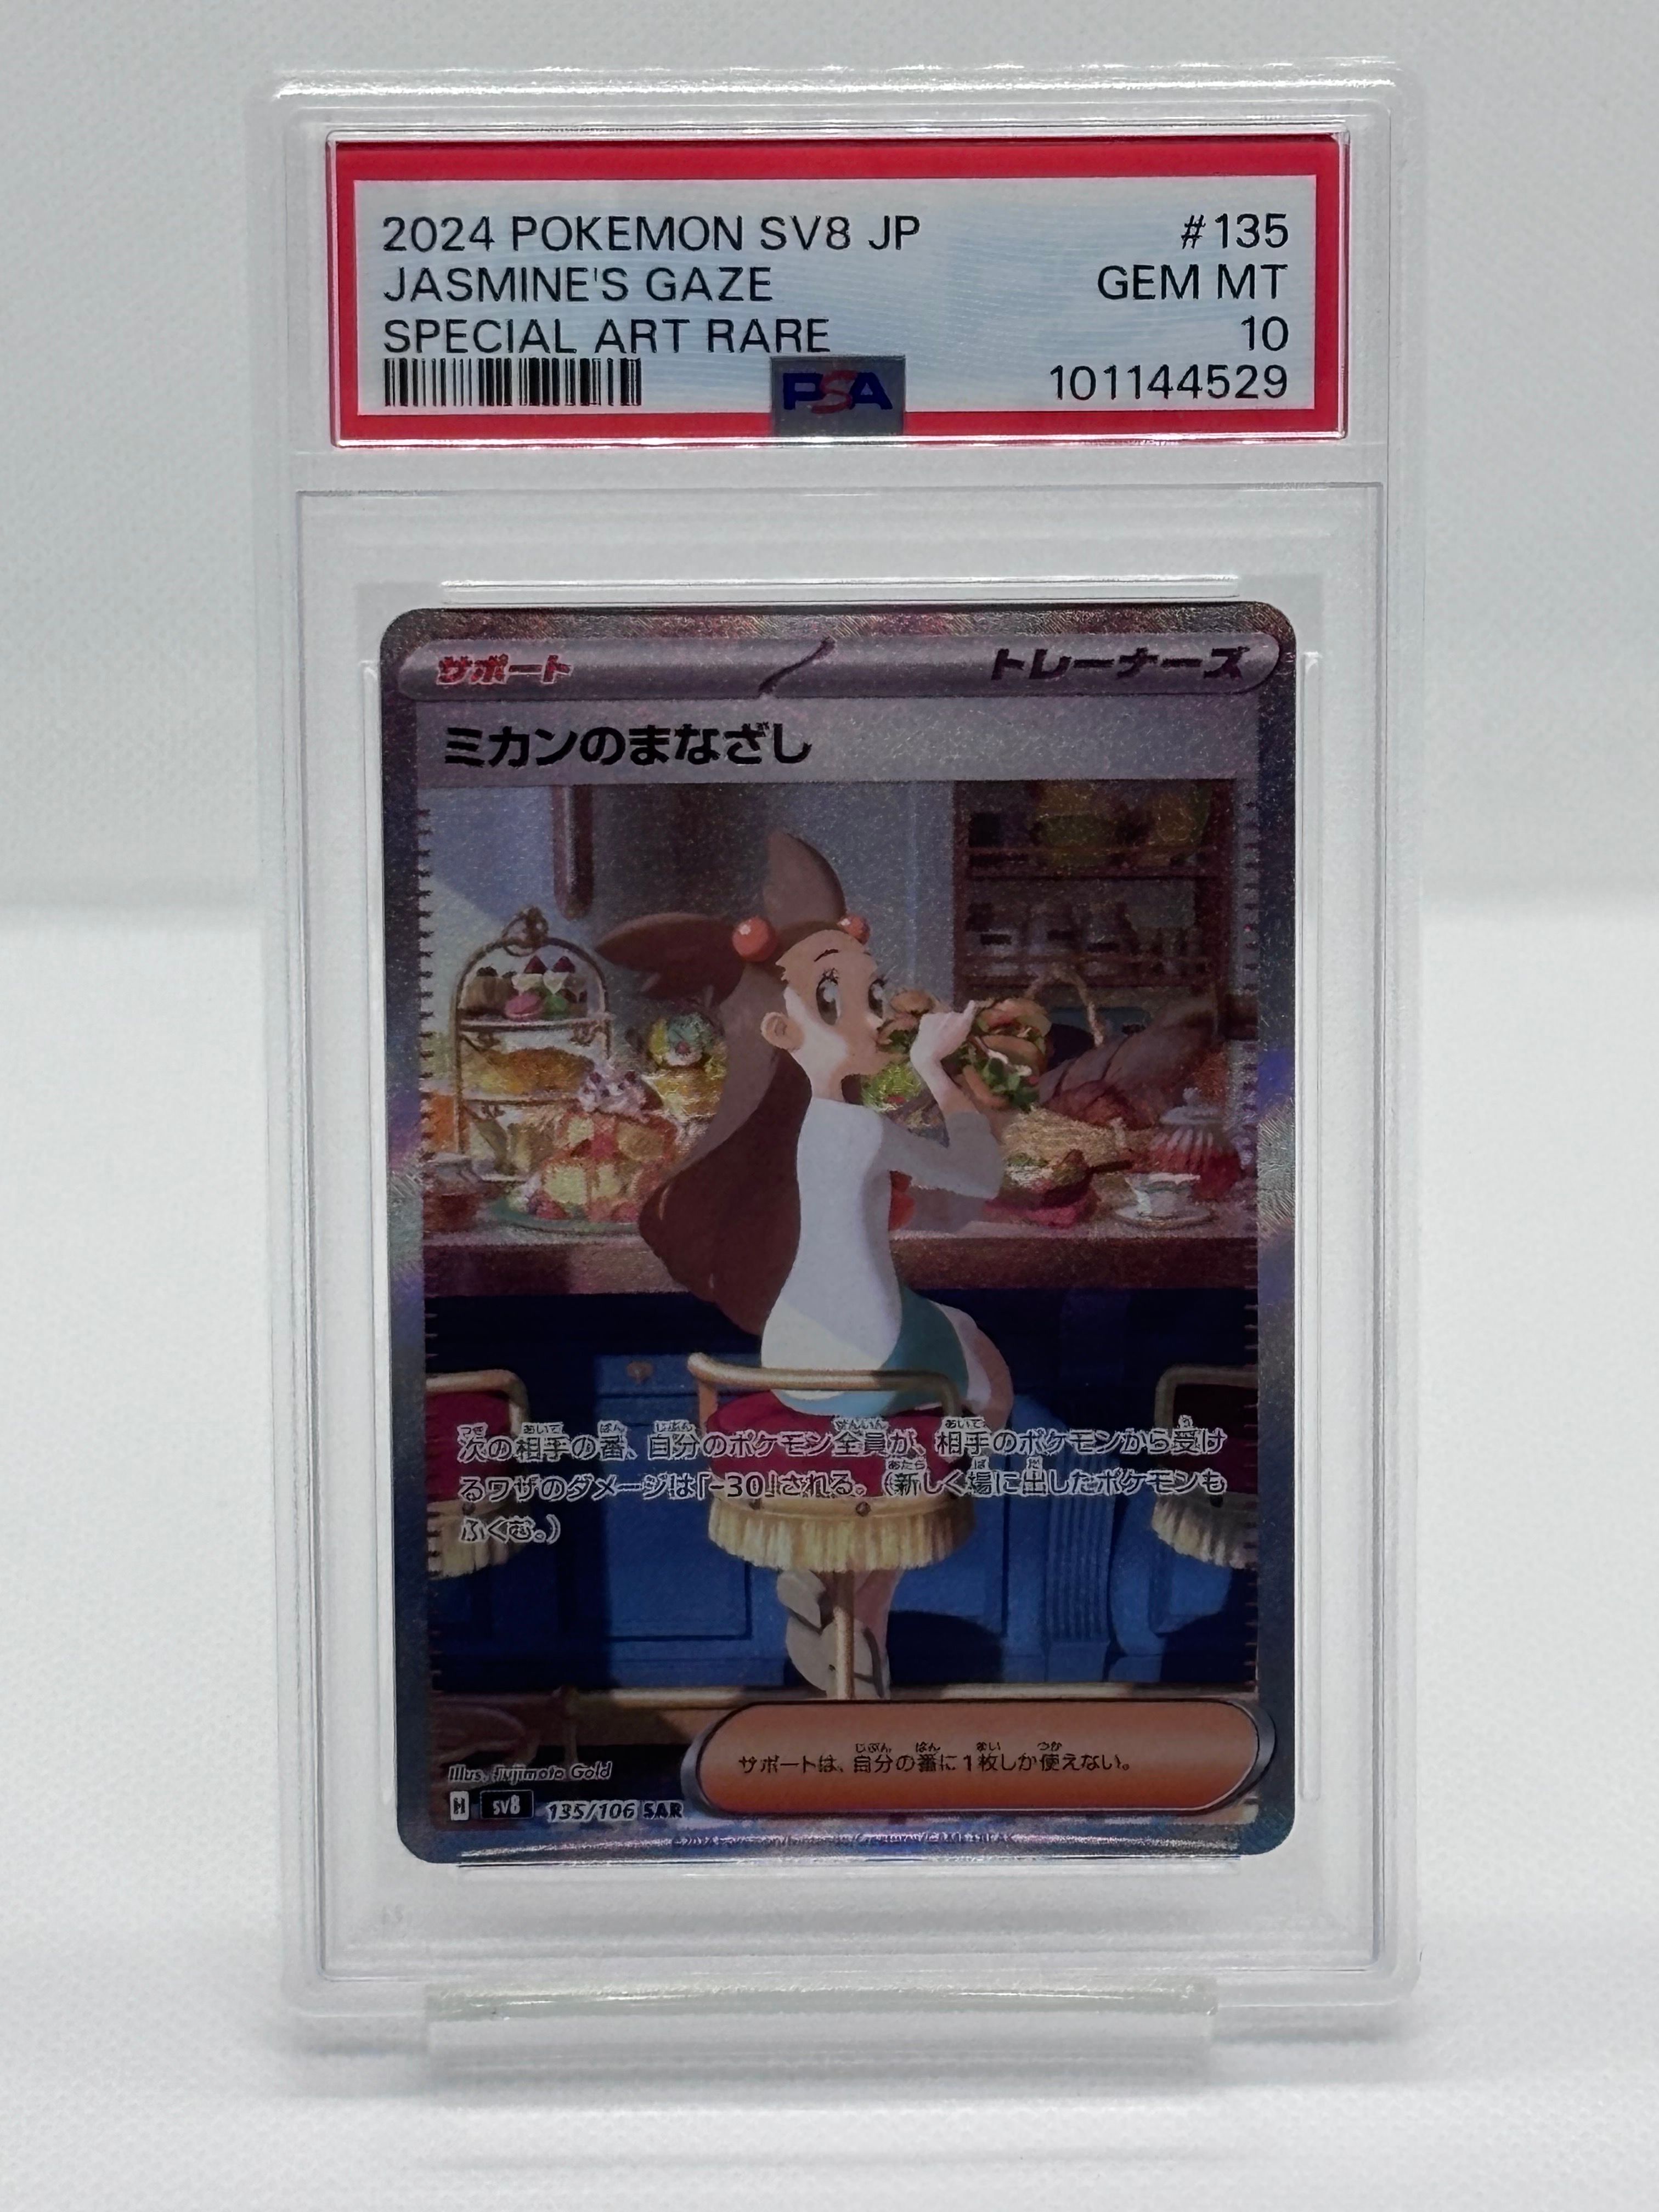 2024 POKEMON SV8 JP #135
JASMINE'S GAZE GEM MT
SPECIAL ART RARE 10
PSA 101144529
サポート トレーナーズ
ミカンのまなざし
次の相手の番、自分のポケモン全員が、相手のポケモンから受け
るワザのダメージは「-30」される。(新しく場に出したポケモンも
ふくむ。)
サポートは、自分の番に1枚しか使えない。
Illus. Fujimoto Gold
H sv8 135/106 SAR